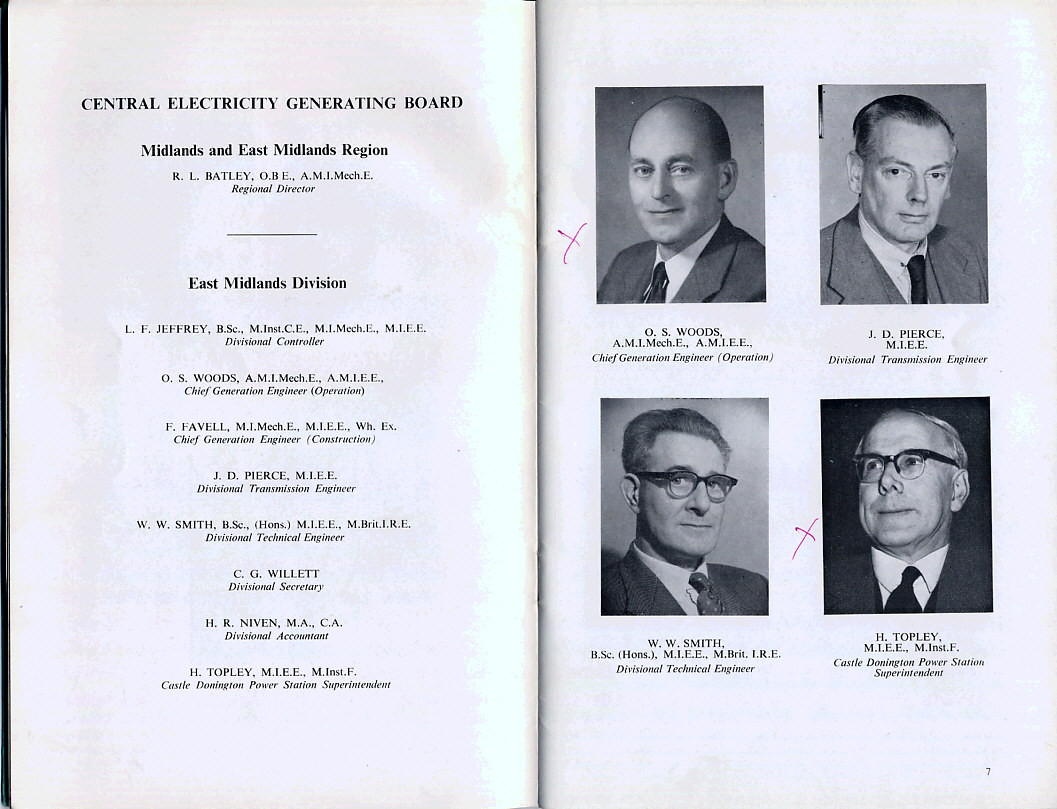 CENTRAL ELECTRICITY GENERATING BOARD
Midlands and East Midlands Region
R. L. BATLEY, O.B E., A.M.I.Mech.E.
Regional Director
East Midlands Division
L. F. JEFFREY, B.Sc., M.Inst.C.E., M.I.Mech.E., M.I.E.E.
Divisional Controller
O. S. WOODS, A.M.I.Mech.E., A.M.I.E.E.,
Chief Generation Engineer (Operation)
F. FAVELL, M.I.Mech.E., M.I.E.E., Wh. Ex.
Chief Generation Engineer (Construction)
J. D. PIERCE, M.I.E.E.
Divisional Transmission Engineer
W. W. SMITH, B.Sc., (Hons.) M.I.E.E., M.Brit.I.R.E.
Divisional Technical Engineer
C. G. WILLETT
Divisional Secretary
H. R. NIVEN, M.A., C.A.
Divisional Accountant
H. TOPLEY, M.I.E.E., M.Inst.F.
Castle Donington Power Station Superintendent
O. S. WOODS,
A.M.I.Mech.E., A.M.I.E.E.,
Chief Generation Engineer (Operation)
J. D. PIERCE,
M.I.E.E.
Divisional Transmission Engineer
W. W. SMITH,
B.Sc. (Hons.), M.I.E.E., M.Brit. I.R.E.
Divisional Technical Engineer
H. TOPLEY,
M.I.E.E., M.Inst.F.
Castle Donington Power Station
Superintendent
7